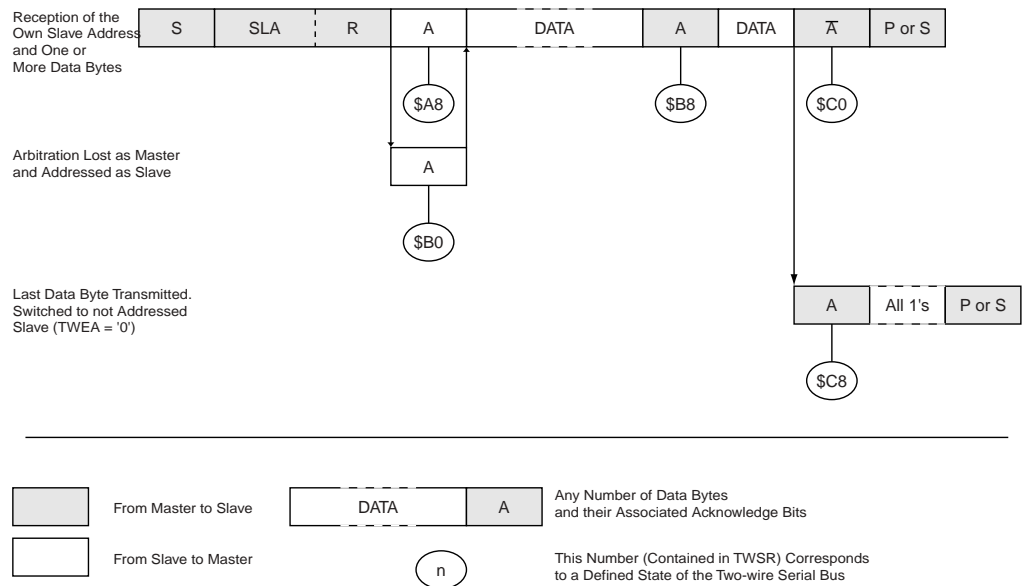 Reception of the
Own Slave Address
and One or
More Data Bytes
S SLA R A DATA A DATA A̅ P or S
$A8 $B8 $C0
Arbitration Lost as Master
and Addressed as Slave
A
$B0
Last Data Byte Transmitted.
Switched to not Addressed
Slave (TWEA = '0')
A All 1's P or S
$C8
From Master to Slave
DATA A
Any Number of Data Bytes
and their Associated Acknowledge Bits
From Slave to Master
n
This Number (Contained in TWSR) Corresponds
to a Defined State of the Two-wire Serial Bus